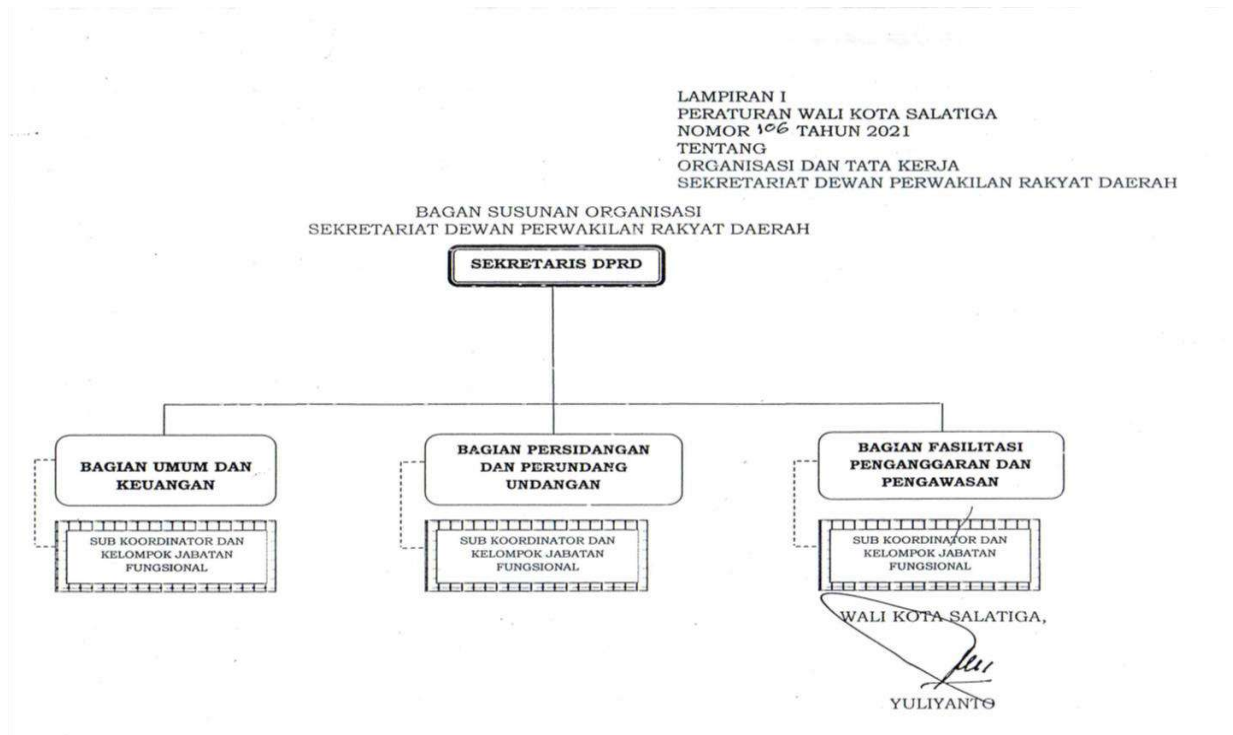 LAMPIRAN I
PERATURAN WALI KOTA SALATIGA
NOMOR 106 TAHUN 2021
TENTANG
ORGANISASI DAN TATA KERJA
SEKRETARIAT DEWAN PERWAKILAN RAKYAT DAERAH
BAGAN SUSUNAN ORGANISASI
SEKRETARIAT DEWAN PERWAKILAN RAKYAT DAERAH
SEKRETARIS DPRD
BAGIAN UMUM DAN
KEUANGAN
SUB KOORDINATOR DAN
KELOMPOK JABATAN
FUNGSIONAL
BAGIAN PERSIDANGAN
DAN PERUNDANG
UNDANGAN
SUB KOORDINATOR DAN
KELOMPOK JABATAN
FUNGSIONAL
BAGIAN FASILITASI
PENGANGGARAN DAN
PENGAWASAN
SUB KOORDINATOR DAN
KELOMPOK JABATAN
FUNGSIONAL
WALI KOTA SALATIGA,
YULIYANTO